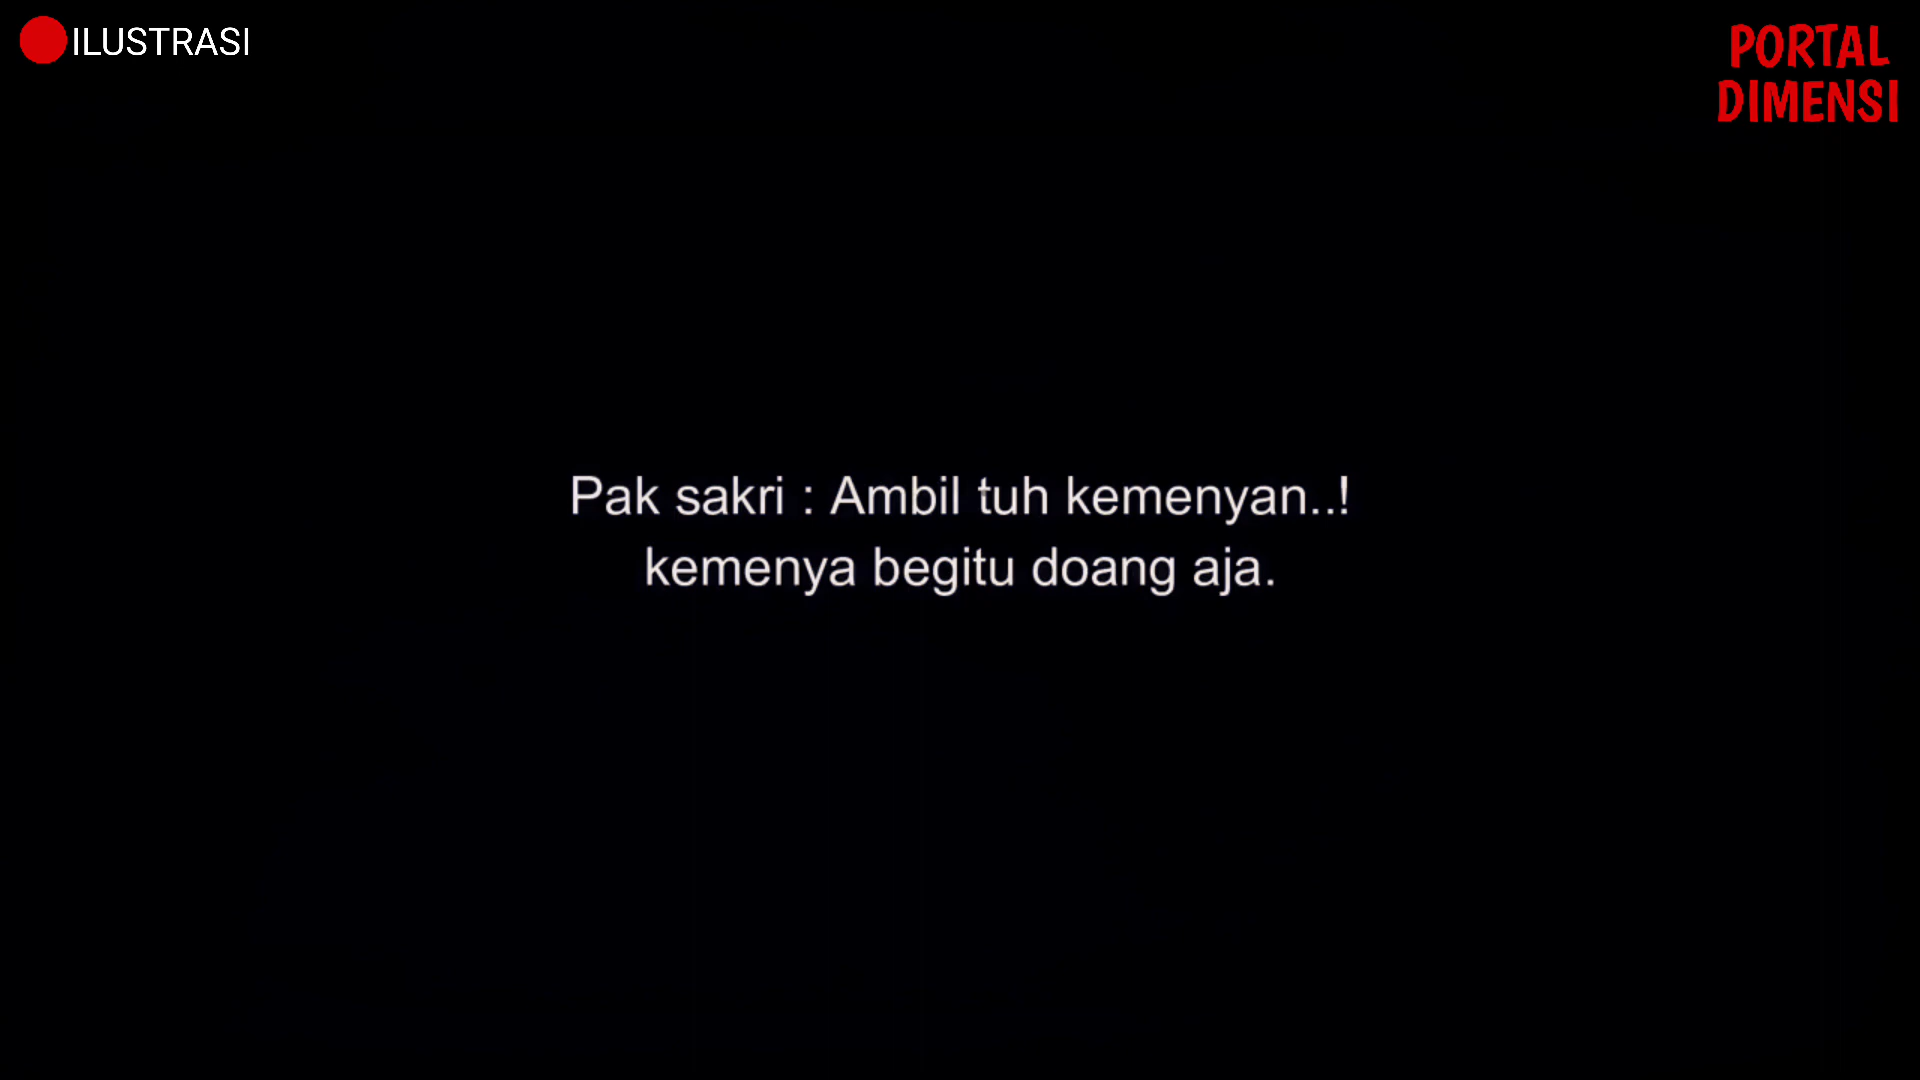 ILUSTRASI
PORTAL
DIMENSI
Pak sakri : Ambil tuh kemenyan..!
kemenya begitu doang aja.